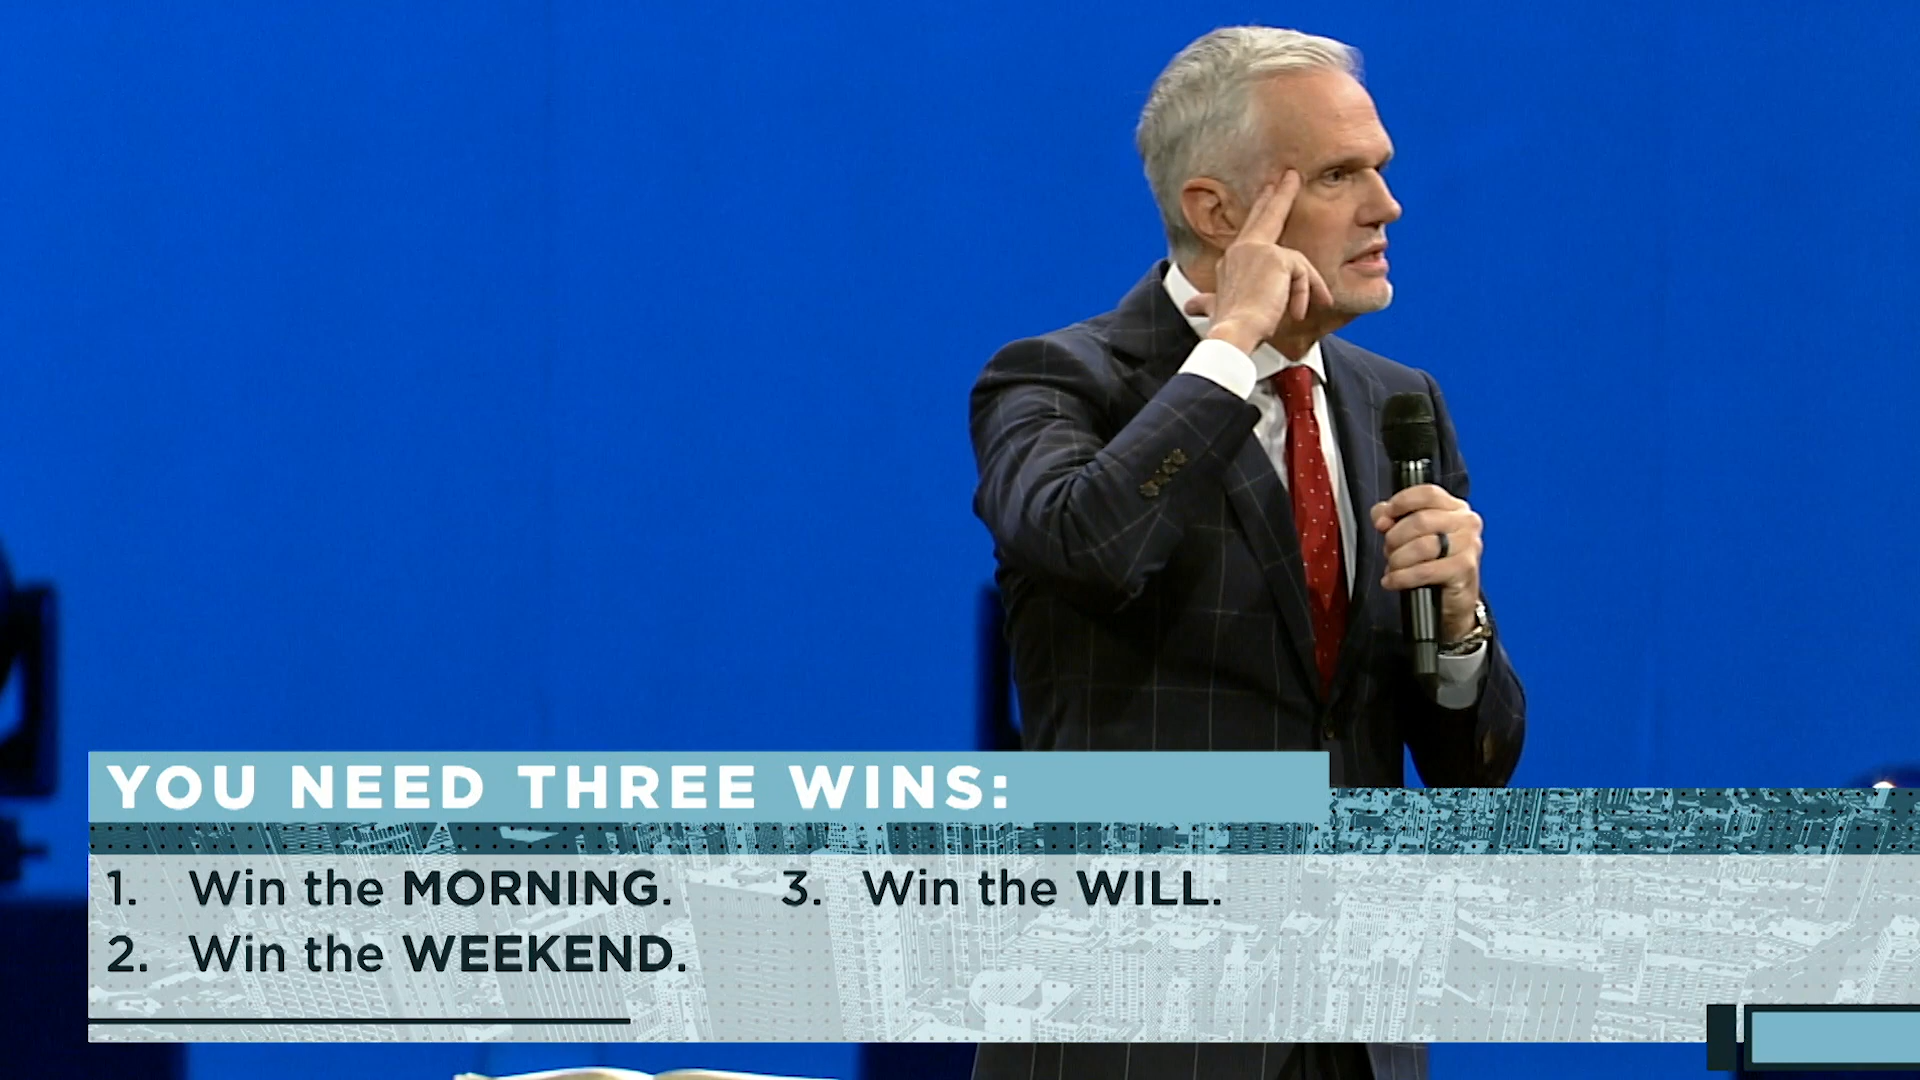 YOU NEED THREE WINS:
1. Win the MORNING.
2. Win the WEEKEND.
3. Win the WILL.